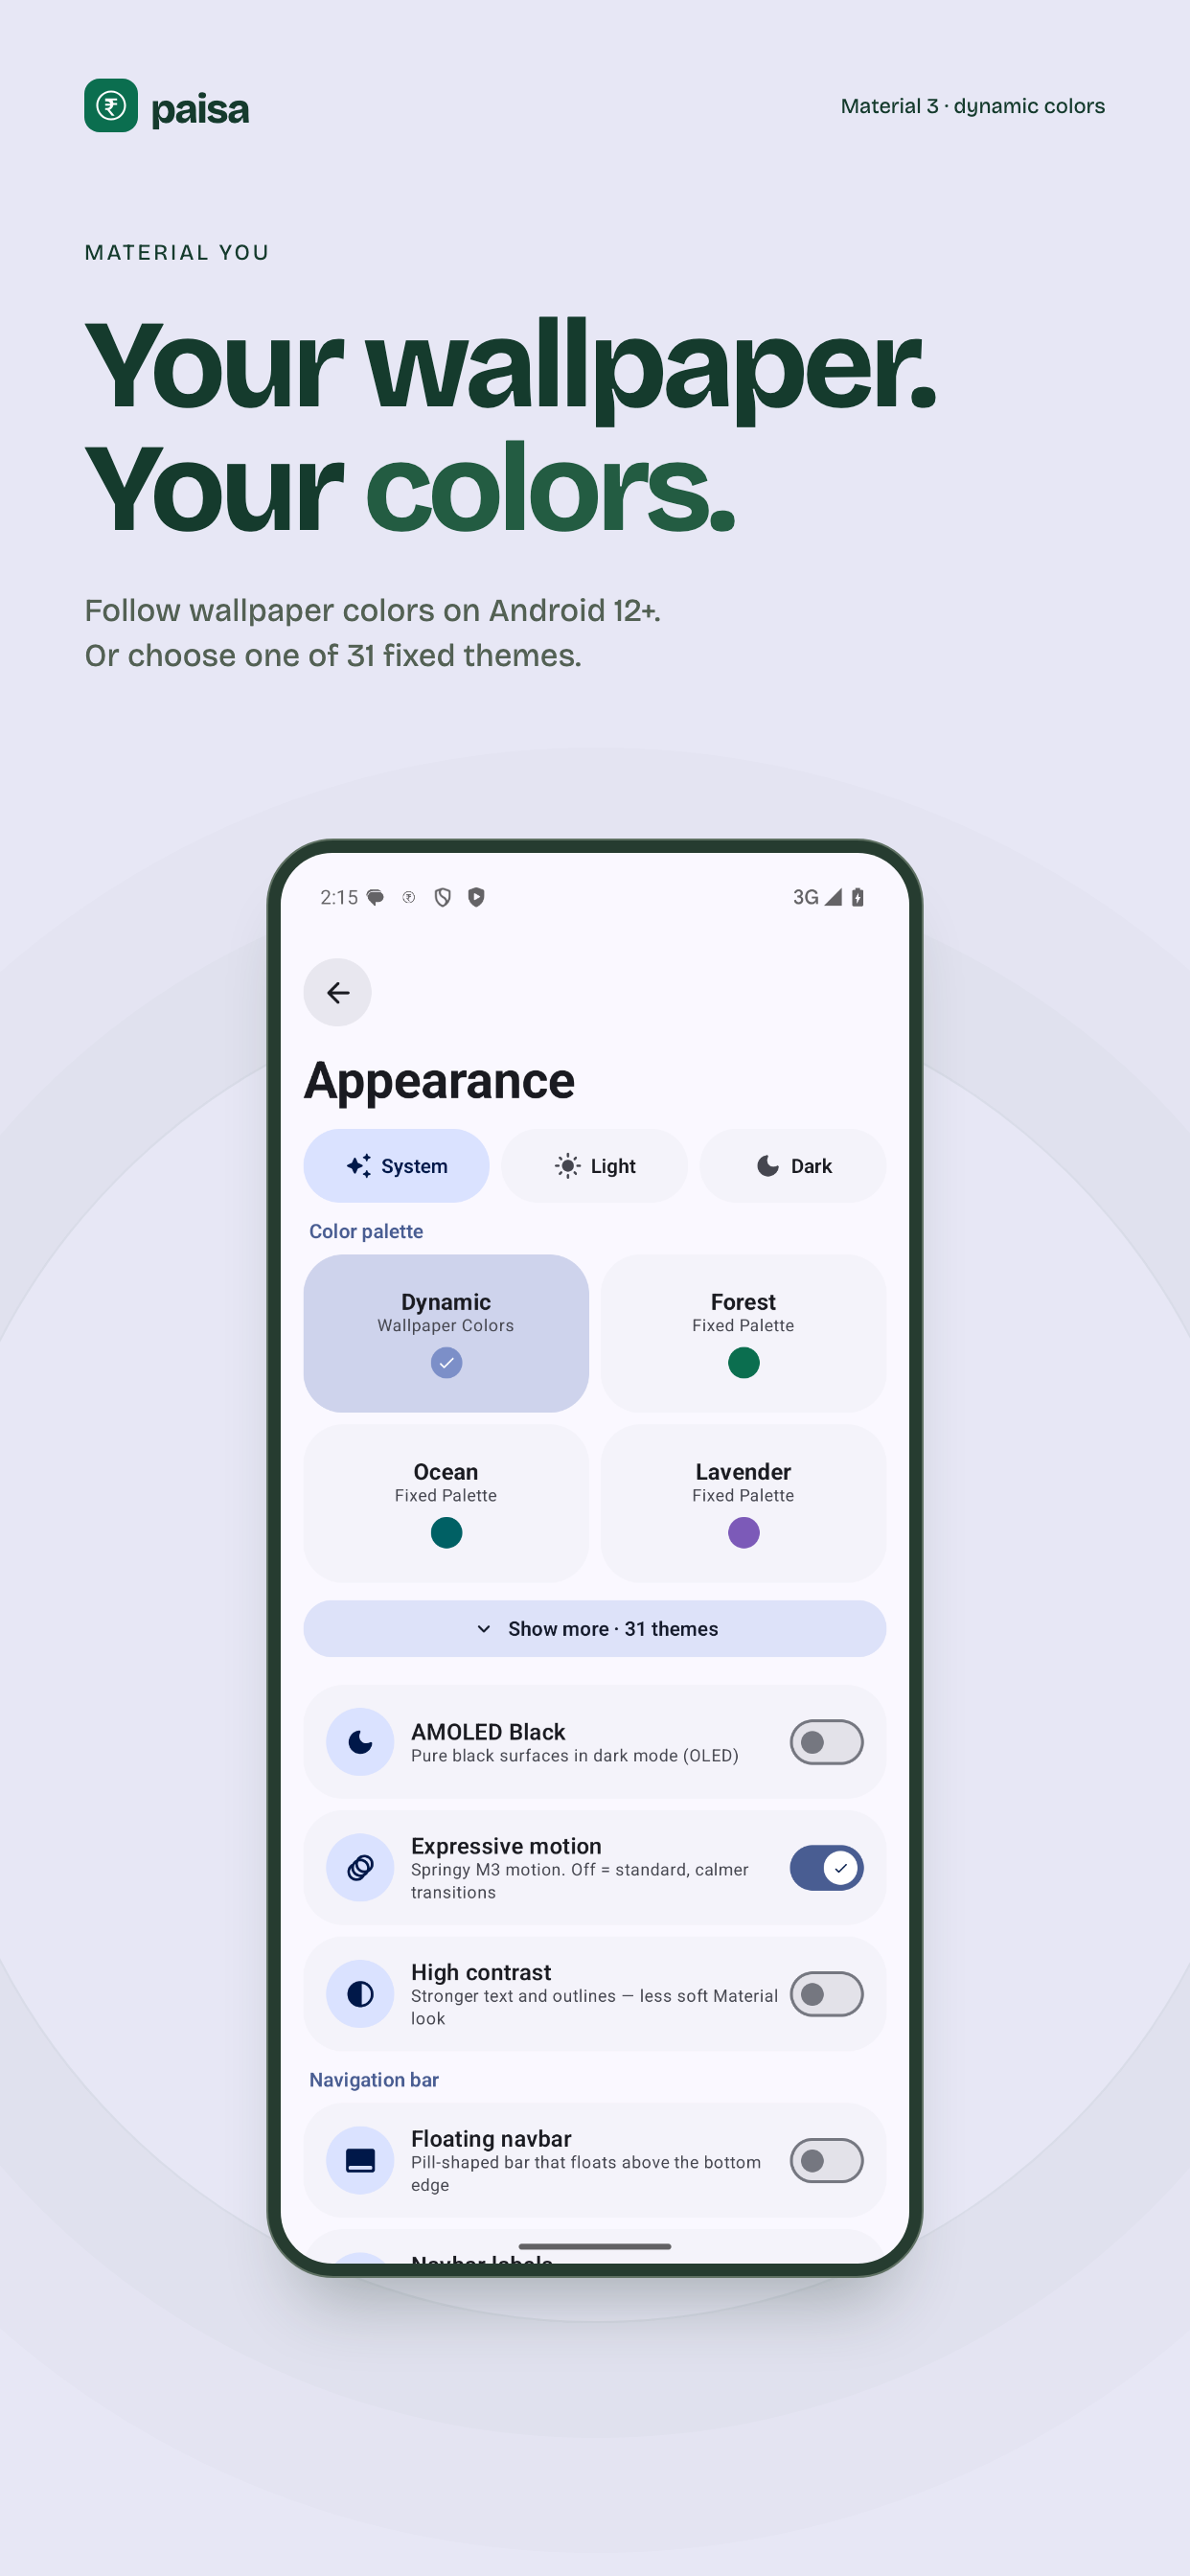 paisa
Material 3 · dynamic colors
MATERIAL YOU
Your wallpaper.
Your colors.
Follow wallpaper colors on Android 12+.
Or choose one of 31 fixed themes.
2:15
3G
Appearance
System
Light
Dark
Color palette
Dynamic
Wallpaper Colors
Forest
Fixed Palette
Ocean
Fixed Palette
Lavender
Fixed Palette
Show more · 31 themes
AMOLED Black
Pure black surfaces in dark mode (OLED)
Expressive motion
Springy M3 motion. Off = standard, calmer
transitions
High contrast
Stronger text and outlines — less soft Material
look
Navigation bar
Floating navbar
Pill-shaped bar that floats above the bottom
edge
Navbar labels